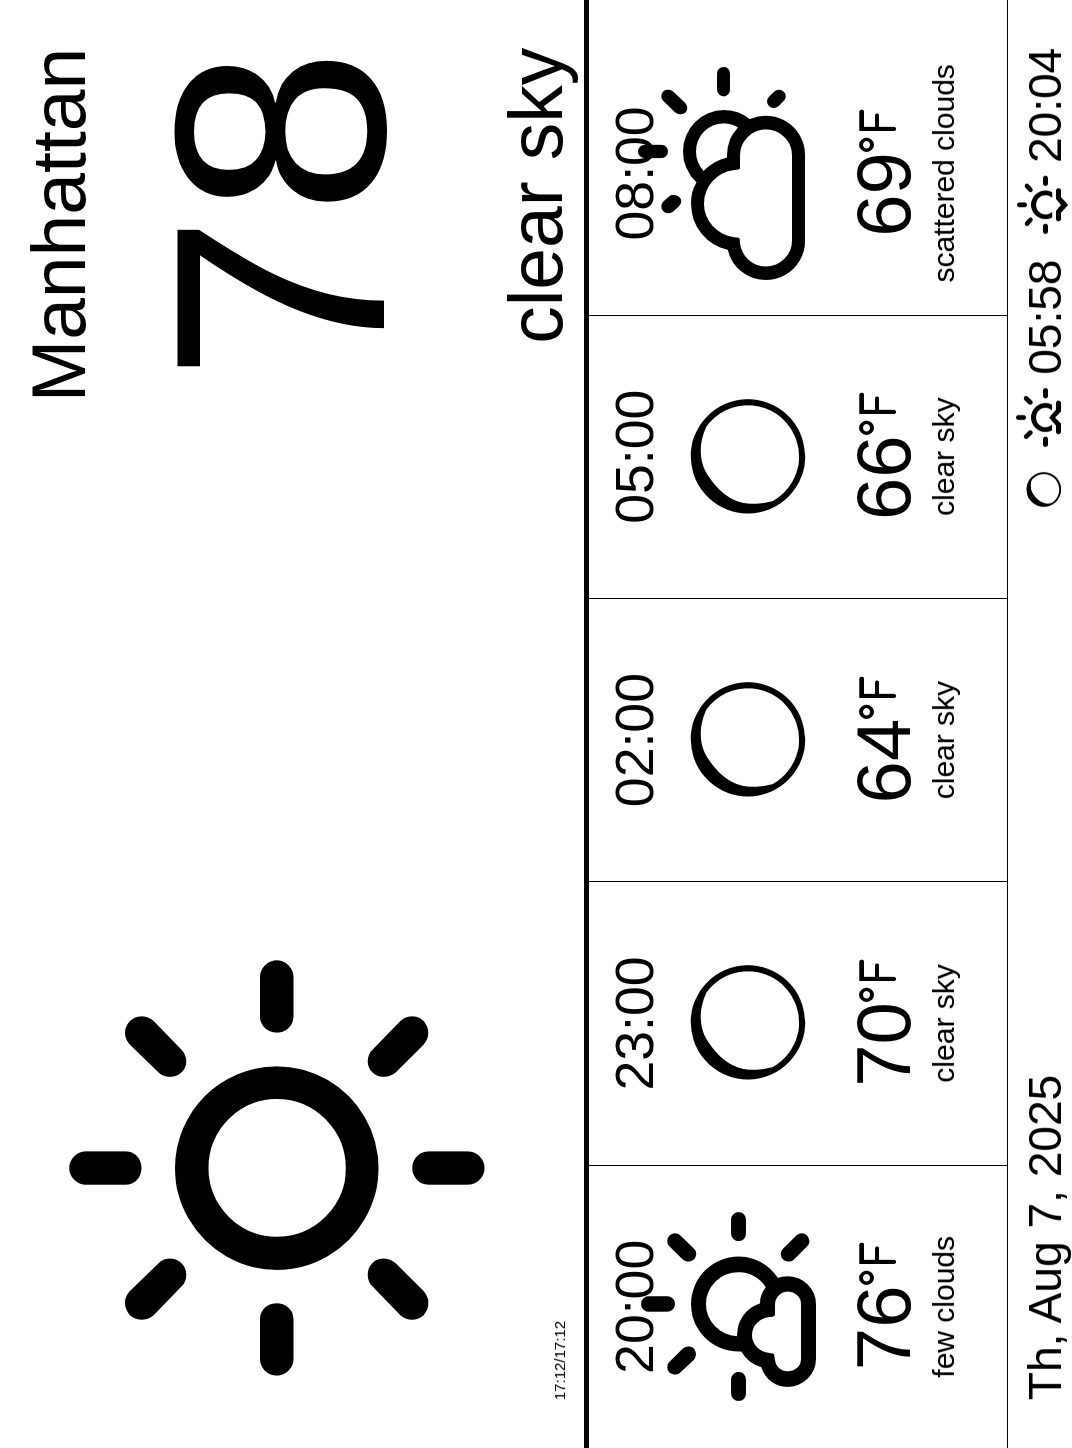 Manhattan
78
clear sky
17:12/17:12
20:00
76°F
few clouds
23:00
70°F
clear sky
02:00
64°F
clear sky
05:00
66°F
clear sky
08:00
69°F
scattered clouds
Th, Aug 7, 2025
05:58
20:04